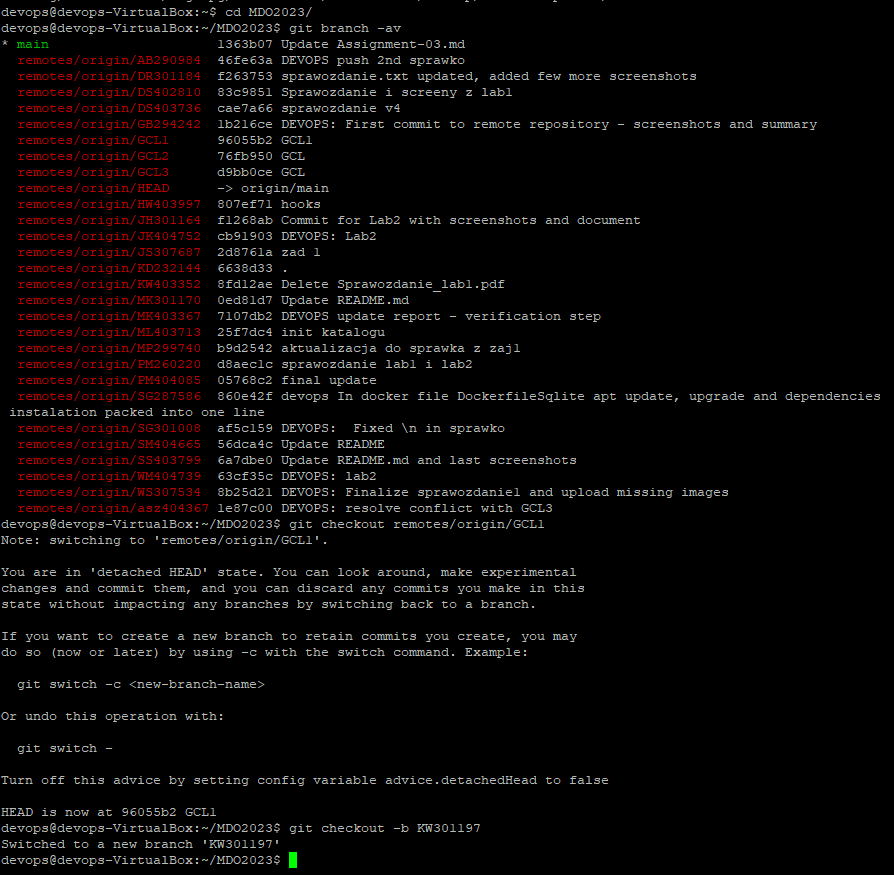 devops@devops-VirtualBox:~$ cd MDO2023/
devops@devops-VirtualBox:~/MDO2023$ git branch -av
* main                     1363b07 Update Assignment-03.md
  remotes/origin/AB290984  46fe63a DEVOPS push 2nd sprawko
  remotes/origin/DR301184  f263753 sprawozdanie.txt updated, added few more screenshots
  remotes/origin/DS402810  83c9851 Sprawozdanie i screeny z lab1
  remotes/origin/DS403736  cae7a66 sprawozdanie v4
  remotes/origin/GB294242  1b216ce DEVOPS: First commit to remote repository - screenshots and summary
  remotes/origin/GCL1      96055b2 GCL1
  remotes/origin/GCL2      76fb950 GCL
  remotes/origin/GCL3      d9bb0ce GCL
  remotes/origin/HEAD      -> origin/main
  remotes/origin/HW403997  807ef71 hooks
  remotes/origin/JH301164  f1268ab Commit for Lab2 with screenshots and document
  remotes/origin/JK404752  cb91903 DEVOPS: Lab2
  remotes/origin/JS307687  2d8761a zad 1
  remotes/origin/KD232144  6638d33 .
  remotes/origin/KW403352  8fd12ae Delete Sprawozdanie_lab1.pdf
  remotes/origin/MK301170  0ed81d7 Update README.md
  remotes/origin/MK403367  7107db2 DEVOPS update report - verification step
  remotes/origin/ML403713  25f7dc4 init katalogu
  remotes/origin/MP299740  b9d2542 aktualizacja do sprawka z zaj1
  remotes/origin/PM260220  d8aec1c sprawozdanie lab1 i lab2
  remotes/origin/PM404085  05768c2 final update
  remotes/origin/SG287586  860e42f devops In docker file DockerfileSqlite apt update, upgrade and dependencies
 instalation packed into one line
  remotes/origin/SG301008  af5c159 DEVOPS:  Fixed \n in sprawko
  remotes/origin/SM404665  56dca4c Update README
  remotes/origin/SS403799  6a7dbe0 Update README.md and last screenshots
  remotes/origin/WM404739  63cf35c DEVOPS: lab2
  remotes/origin/WS307534  8b25d21 DEVOPS: Finalize sprawozdanie1 and upload missing images
  remotes/origin/asz404367 1e87c00 DEVOPS: resolve conflict with GCL3
devops@devops-VirtualBox:~/MDO2023$ git checkout remotes/origin/GCL1
Note: switching to 'remotes/origin/GCL1'.

You are in 'detached HEAD' state. You can look around, make experimental
changes and commit them, and you can discard any commits you make in this
state without impacting any branches by switching back to a branch.

If you want to create a new branch to retain commits you create, you may
do so (now or later) by using -c with the switch command. Example:

  git switch -c <new-branch-name>

Or undo this operation with:

  git switch -

Turn off this advice by setting config variable advice.detachedHead to false

HEAD is now at 96055b2 GCL1
devops@devops-VirtualBox:~/MDO2023$ git checkout -b KW301197
Switched to a new branch 'KW301197'
devops@devops-VirtualBox:~/MDO2023$